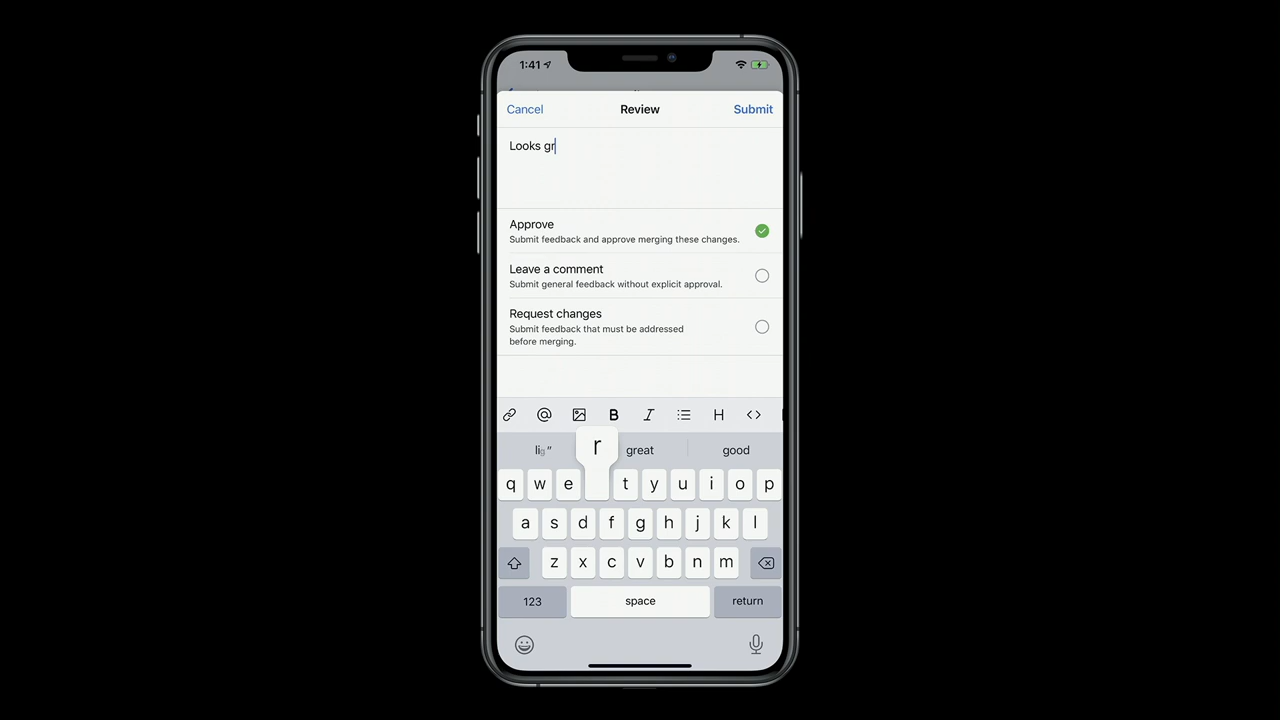 1:41
Cancel Review Submit
Looks gr
Approve
Submit feedback and approve merging these changes.
Leave a comment
Submit general feedback without explicit approval.
Request changes
Submit feedback that must be addressed
before merging.
@ B I H <>
great good
r
q w e t y u i o p
a s d f g h j k l
z x c v b n m
123 space return